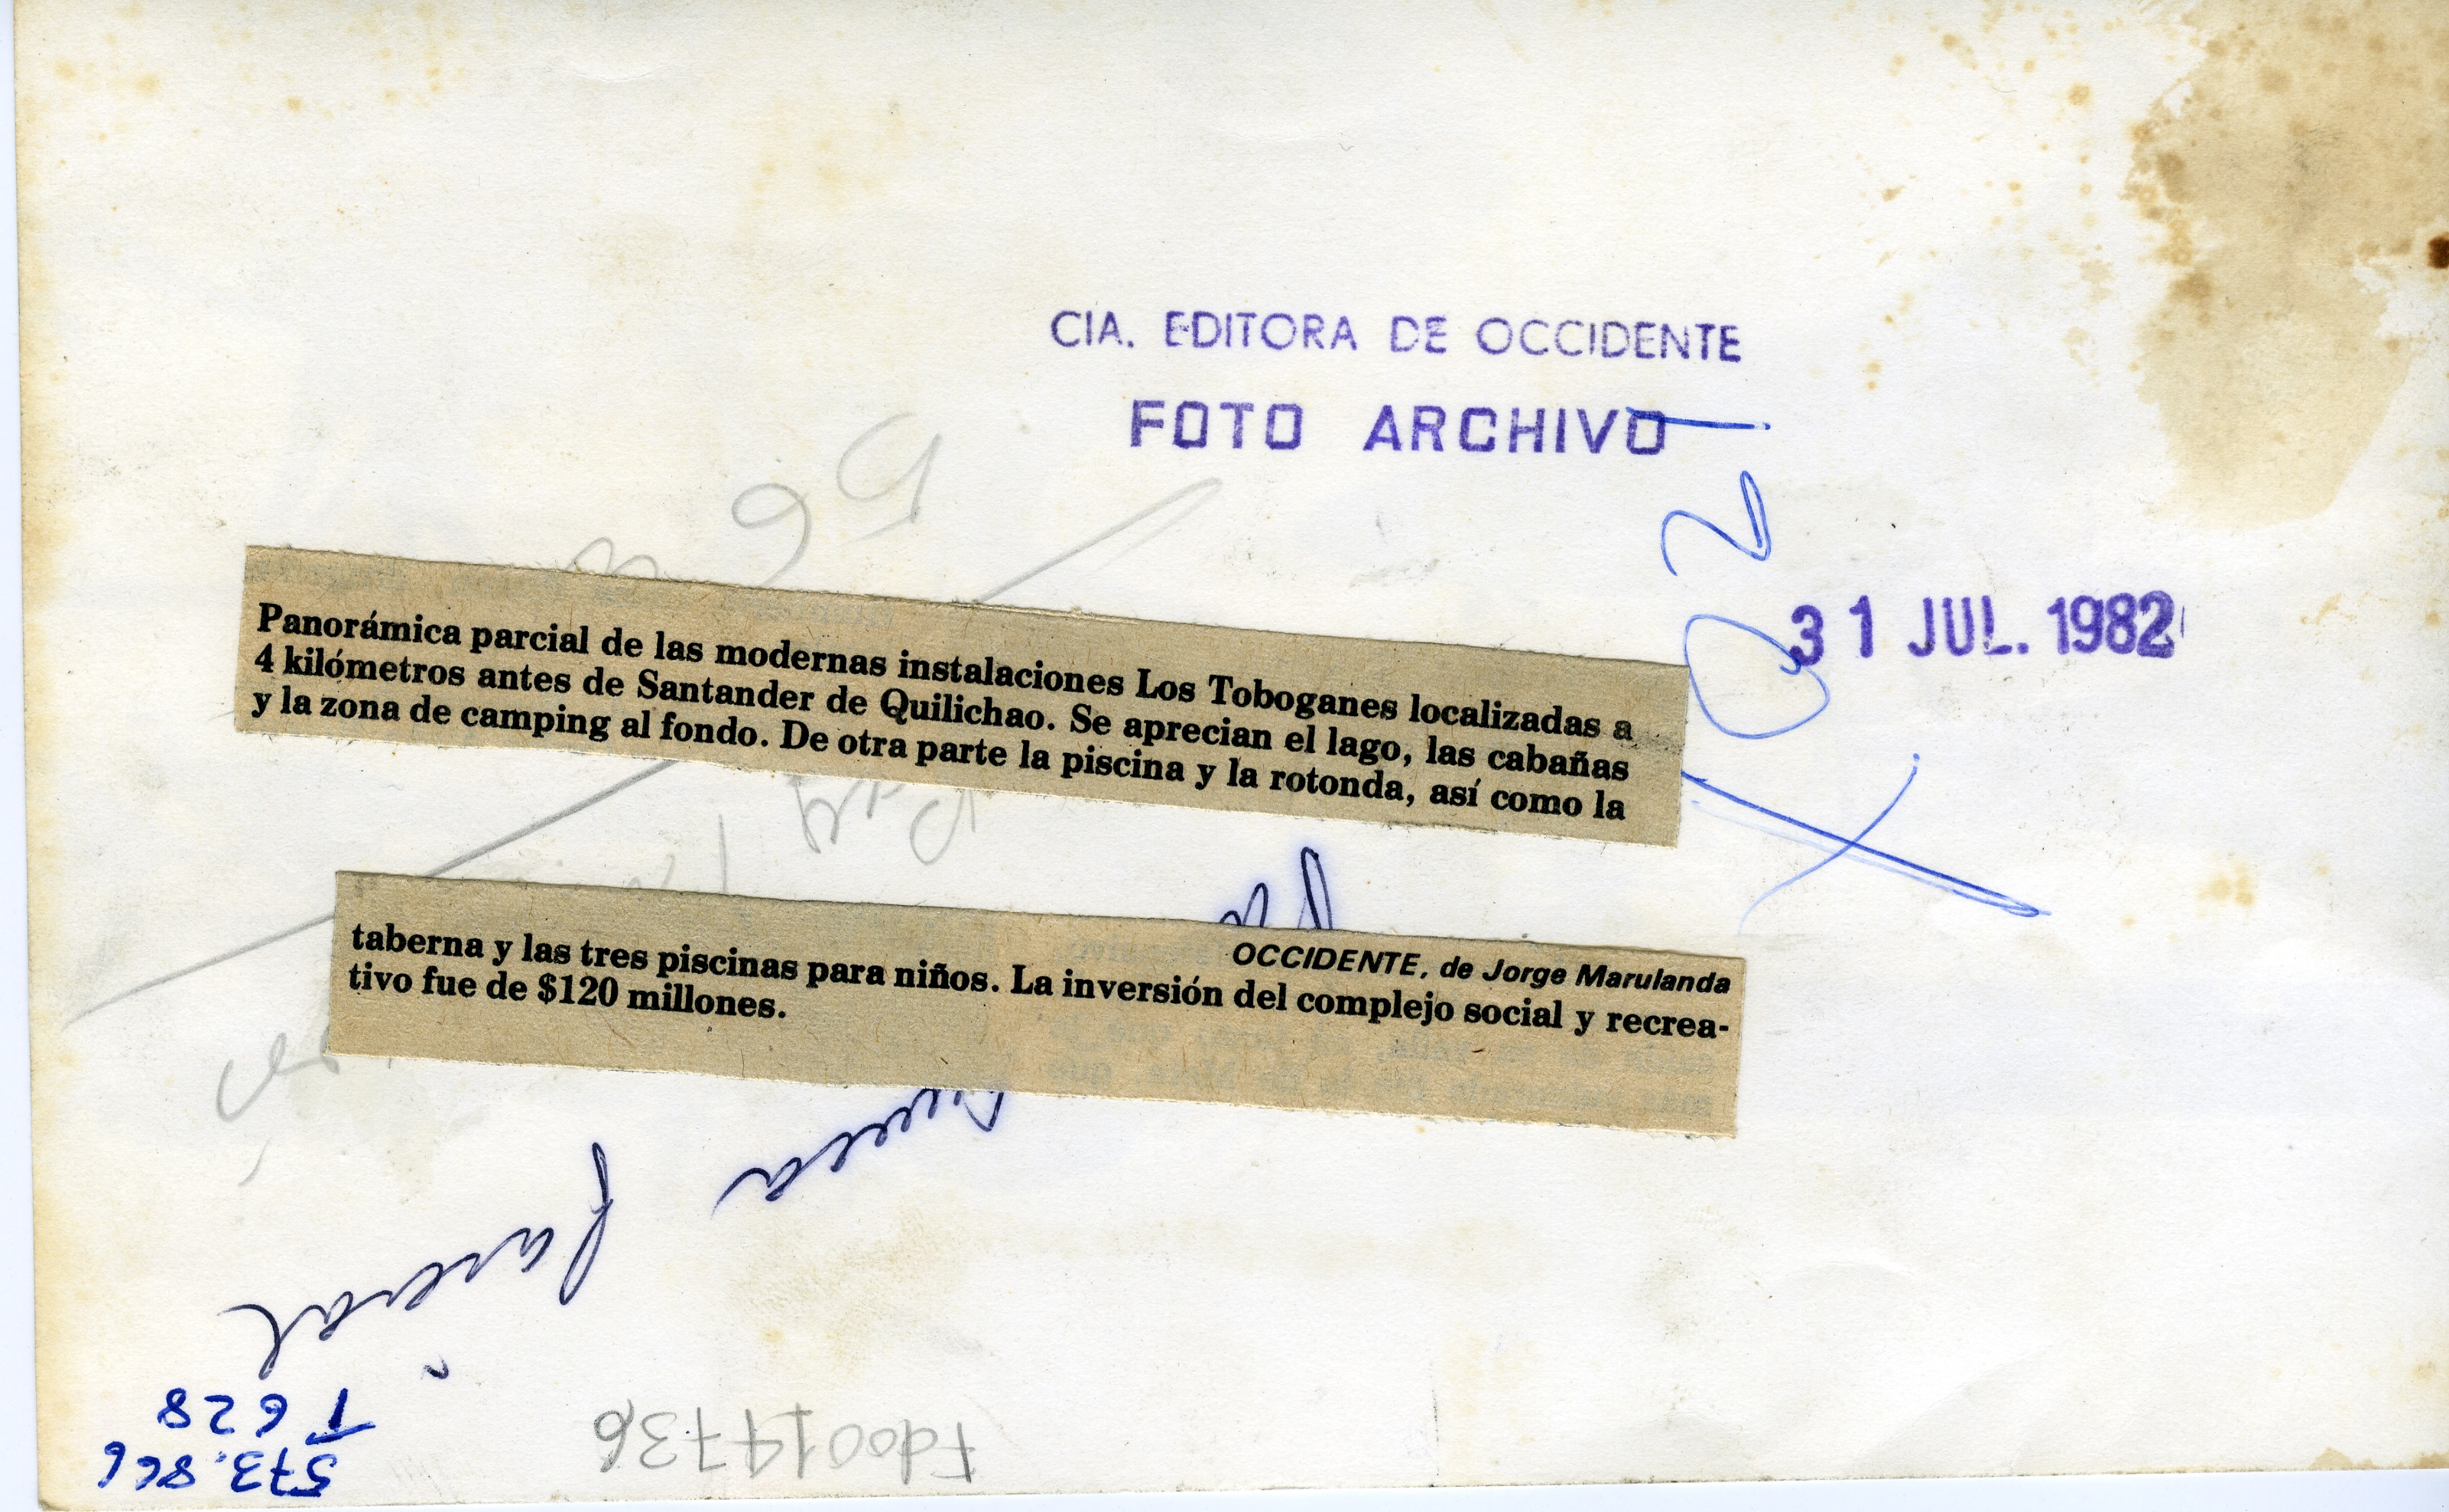 CIA. EDITORA DE OCCIDENTE
FOTO ARCHIVO
31 JUL. 1982
Panorámica parcial de las modernas instalaciones Los Toboganes localizadas a
4 kilómetros antes de Santander de Quilichao. Se aprecian el lago, las cabañas
y la zona de camping al fondo. De otra parte la piscina y la rotonda, así como la
OCCIDENTE, de Jorge Marulanda
taberna y las tres piscinas para niños. La inversión del complejo social y recrea-
tivo fue de $120 millones.
573.866
T628
Fdo014736